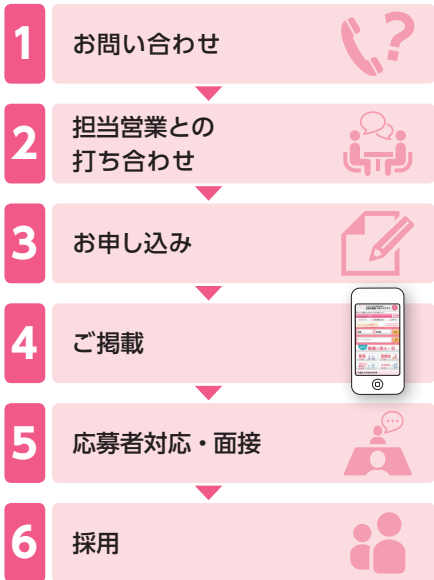 1
お問い合わせ
?
2
担当営業との
打ち合わせ
3
お申し込み
4
ご掲載
5
応募者対応・面接
6
採用